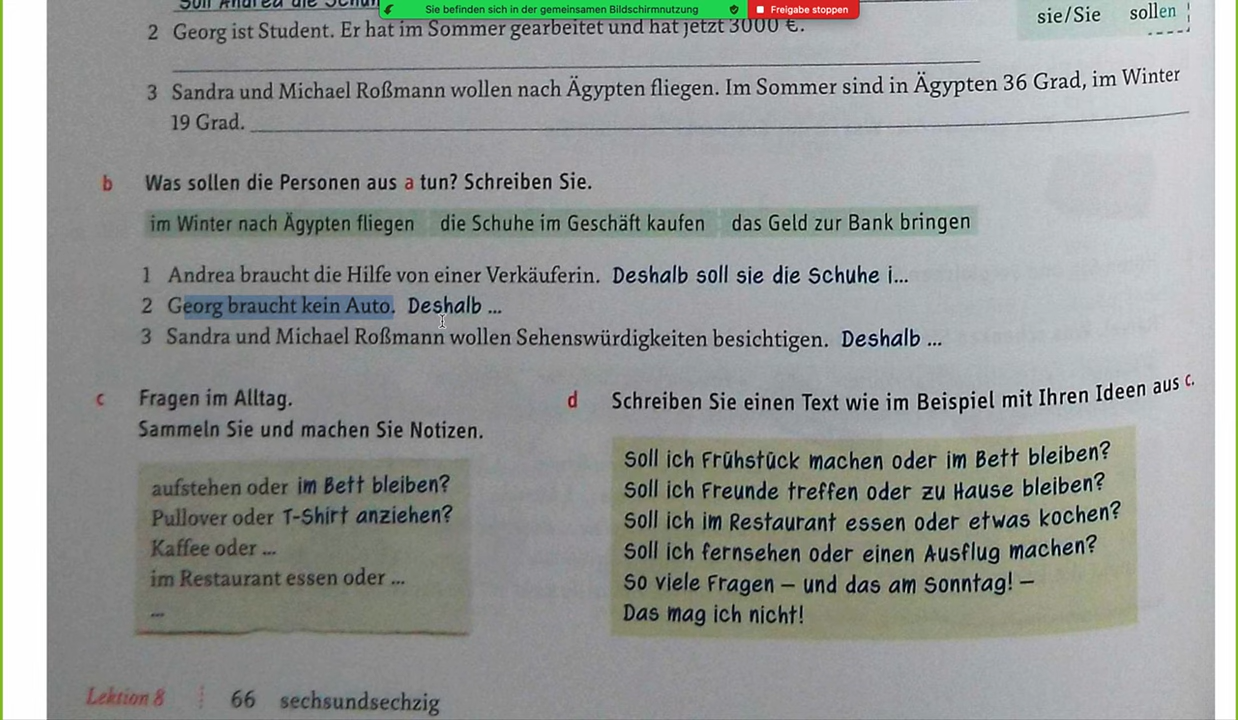 Soll Andrea die Schuh
Sie befinden sich in der gemeinsamen Bildschirmnutzung
Freigabe stoppen
sie/Sie sollen
2 Georg ist Student. Er hat im Sommer gearbeitet und hat jetzt 3000 €.
3 Sandra und Michael Roßmann wollen nach Ägypten fliegen. Im Sommer sind in Ägypten 36 Grad, im Winter
19 Grad.
b Was sollen die Personen aus a tun? Schreiben Sie.
im Winter nach Ägypten fliegen die Schuhe im Geschäft kaufen das Geld zur Bank bringen
1 Andrea braucht die Hilfe von einer Verkäuferin. Deshalb soll sie die Schuhe i...
2 Georg braucht kein Auto. Deshalb ...
3 Sandra und Michael Roßmann wollen Sehenswürdigkeiten besichtigen. Deshalb ...
c Fragen im Alltag.
Sammeln Sie und machen Sie Notizen.
aufstehen oder im Bett bleiben?
Pullover oder T-Shirt anziehen?
Kaffee oder ...
im Restaurant essen oder ...
...
d Schreiben Sie einen Text wie im Beispiel mit Ihren Ideen aus c.
Soll ich Frühstück machen oder im Bett bleiben?
Soll ich Freunde treffen oder zu Hause bleiben?
Soll ich im Restaurant essen oder etwas kochen?
Soll ich fernsehen oder einen Ausflug machen?
So viele Fragen – und das am Sonntag! –
Das mag ich nicht!
Lektion 8 66 sechsundsechzig